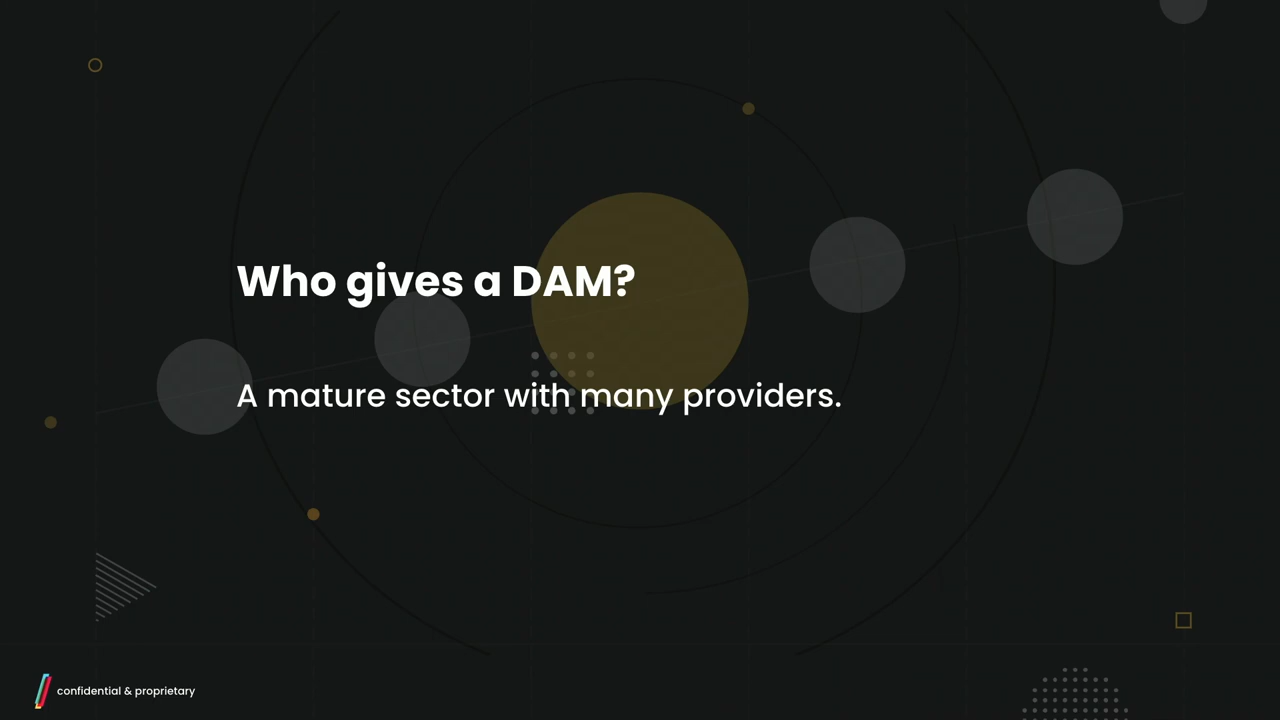 Who gives a DAM?
A mature sector with many providers.
confidential & proprietary